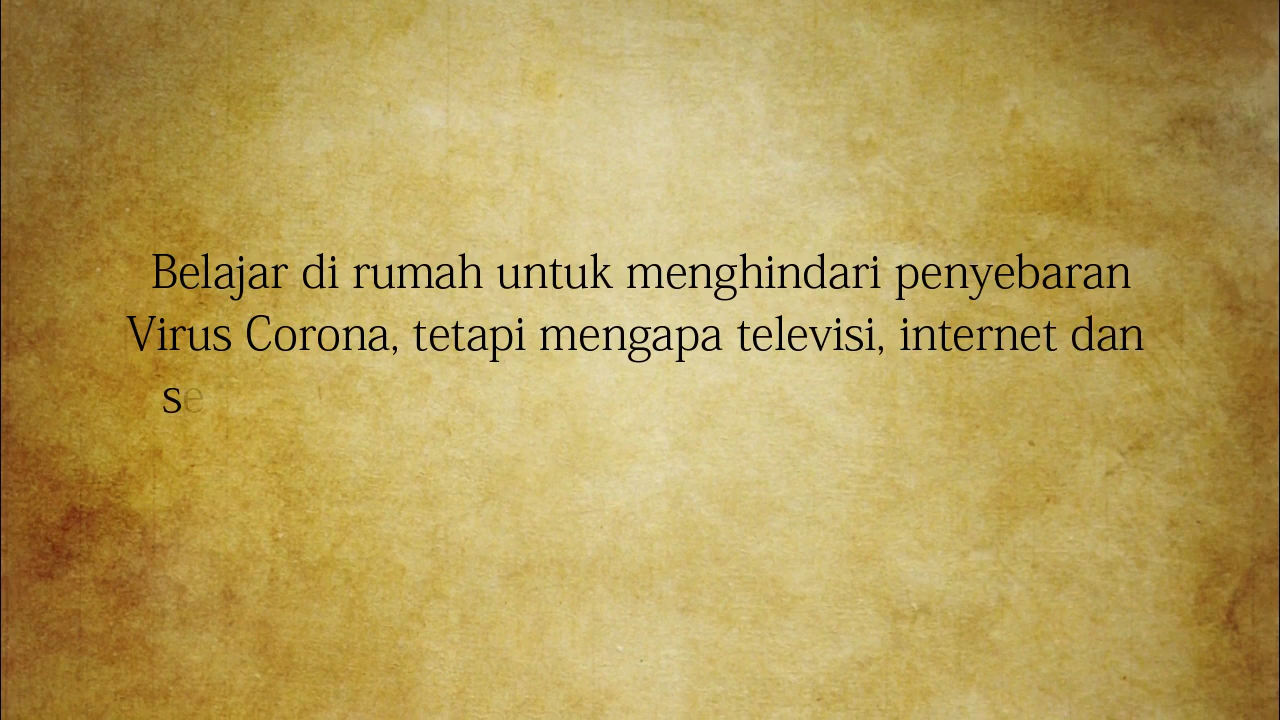 Belajar di rumah untuk menghindari penyebaran
Virus Corona, tetapi mengapa televisi, internet dan
se